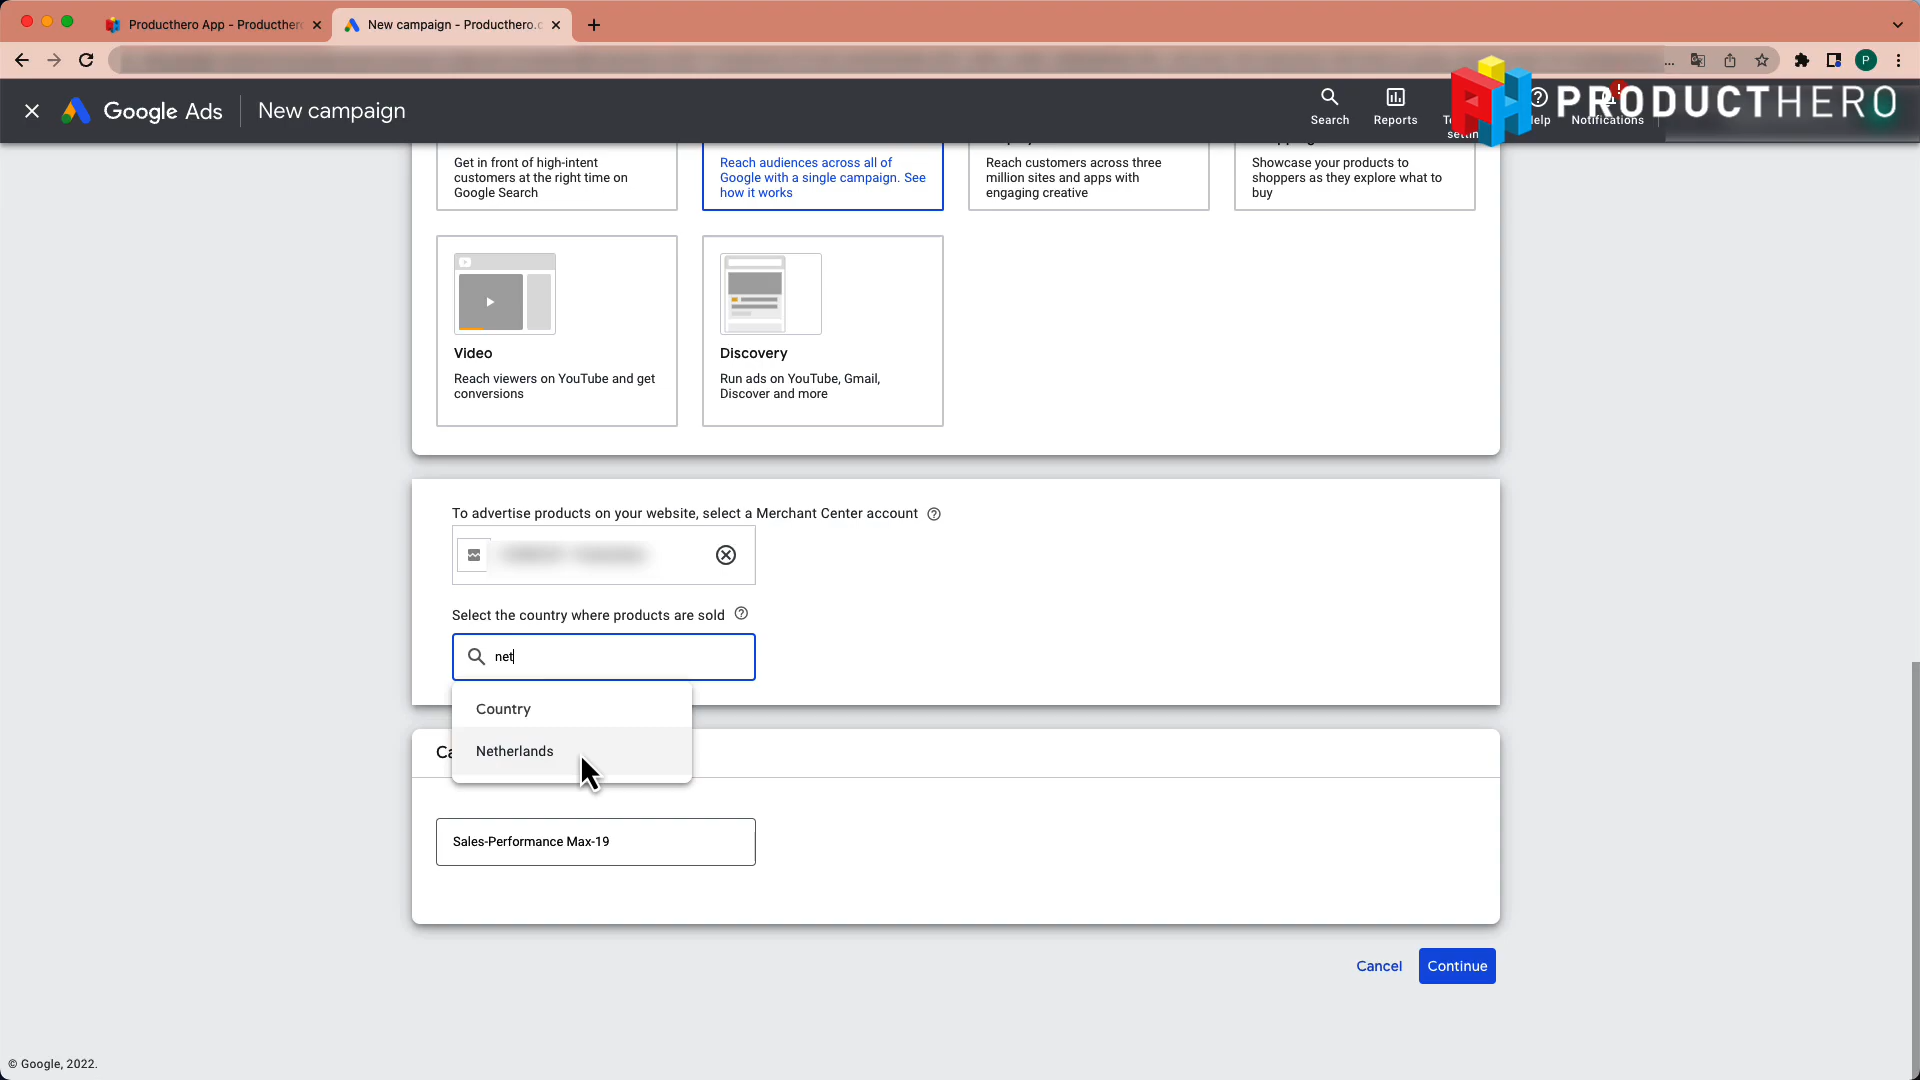 Producthero App - Producthero
New campaign - Producthero.c
P
Google Ads
New campaign
Search
Reports
Notifications
PRODUCTHERO
Get in front of high-intent
customers at the right time on
Google Search
Reach audiences across all of
Google with a single campaign. See
how it works
Reach customers across three
million sites and apps with
engaging creative
Showcase your products to
shoppers as they explore what to
buy
Video
Reach viewers on YouTube and get
conversions
Discovery
Run ads on YouTube, Gmail,
Discover and more
To advertise products on your website, select a Merchant Center account
Select the country where products are sold
net
Country
Netherlands
Ca
Sales-Performance Max-19
Cancel
Continue
© Google, 2022.